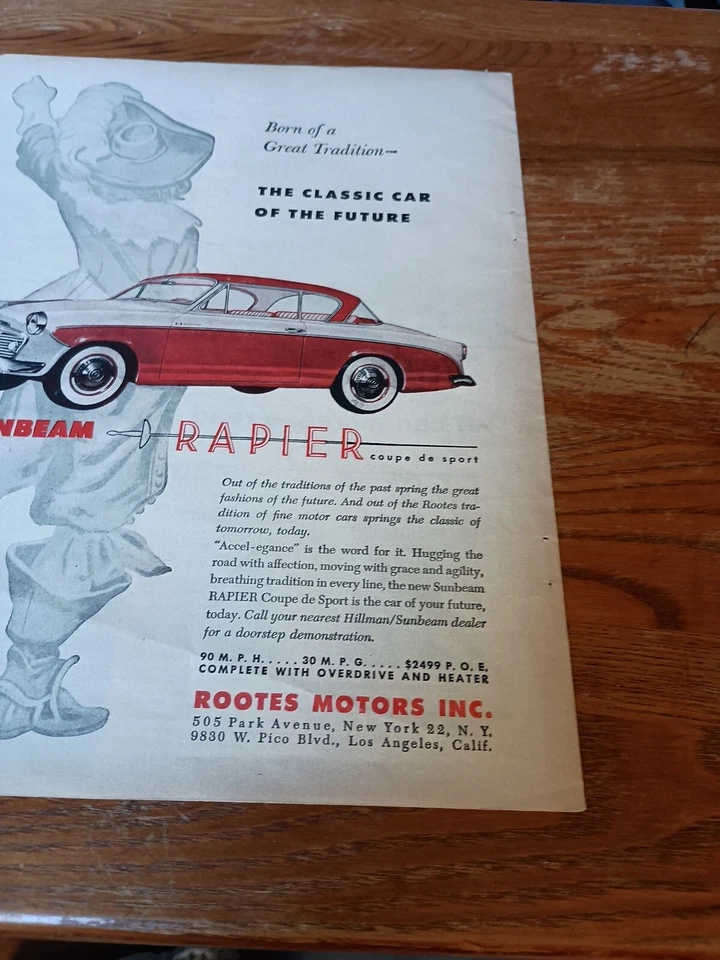 Born of a
Great Tradition—
THE CLASSIC CAR
OF THE FUTURE
NBEAM RAPIER coupe de sport
Out of the traditions of the past spring the great
fashions of the future. And out of the Rootes tra-
dition of fine motor cars springs the classic of
tomorrow, today.
"Accel-egance" is the word for it. Hugging the
road with affection, moving with grace and agility,
breathing tradition in every line, the new Sunbeam
RAPIER Coupe de Sport is the car of your future,
today. Call your nearest Hillman/Sunbeam dealer
for a doorstep demonstration.
90 M. P. H. . . . . 30 M. P. G. . . . . $2499 P. O. E.
COMPLETE WITH OVERDRIVE AND HEATER
ROOTES MOTORS INC.
505 Park Avenue, New York 22, N. Y.
9830 W. Pico Blvd., Los Angeles, Calif.